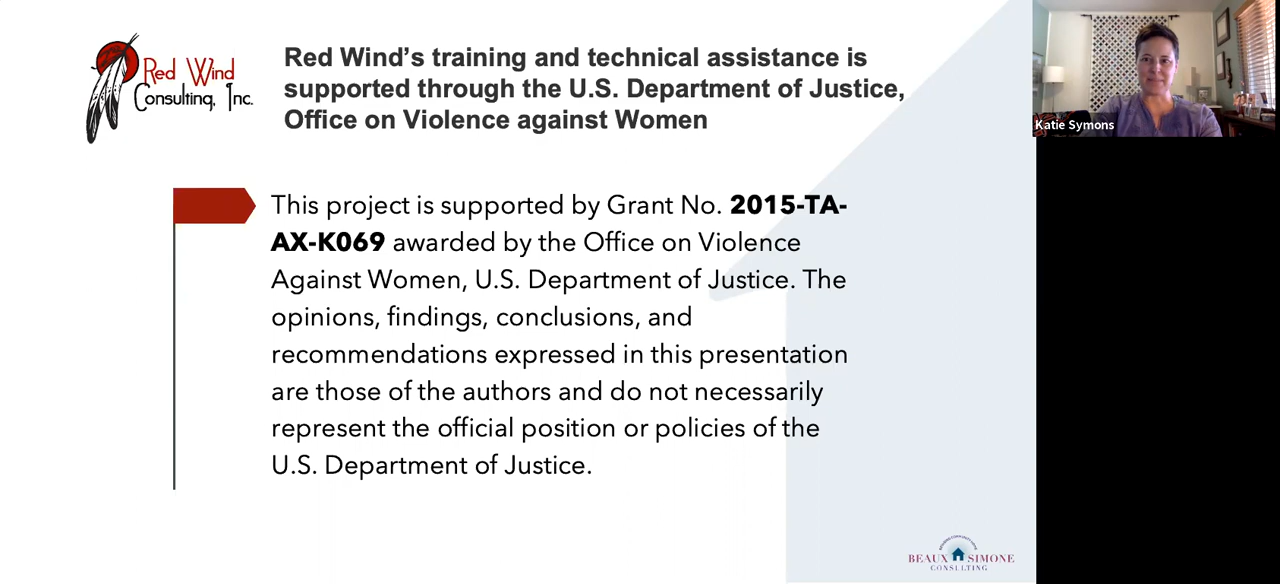 Red Wind
Consulting, Inc.
Red Wind’s training and technical assistance is
supported through the U.S. Department of Justice,
Office on Violence against Women
Katie Symons
This project is supported by Grant No. 2015-TA-
AX-K069 awarded by the Office on Violence
Against Women, U.S. Department of Justice. The
opinions, findings, conclusions, and
recommendations expressed in this presentation
are those of the authors and do not necessarily
represent the official position or policies of the
U.S. Department of Justice.
BEAUX SIMONE
CONSULTING